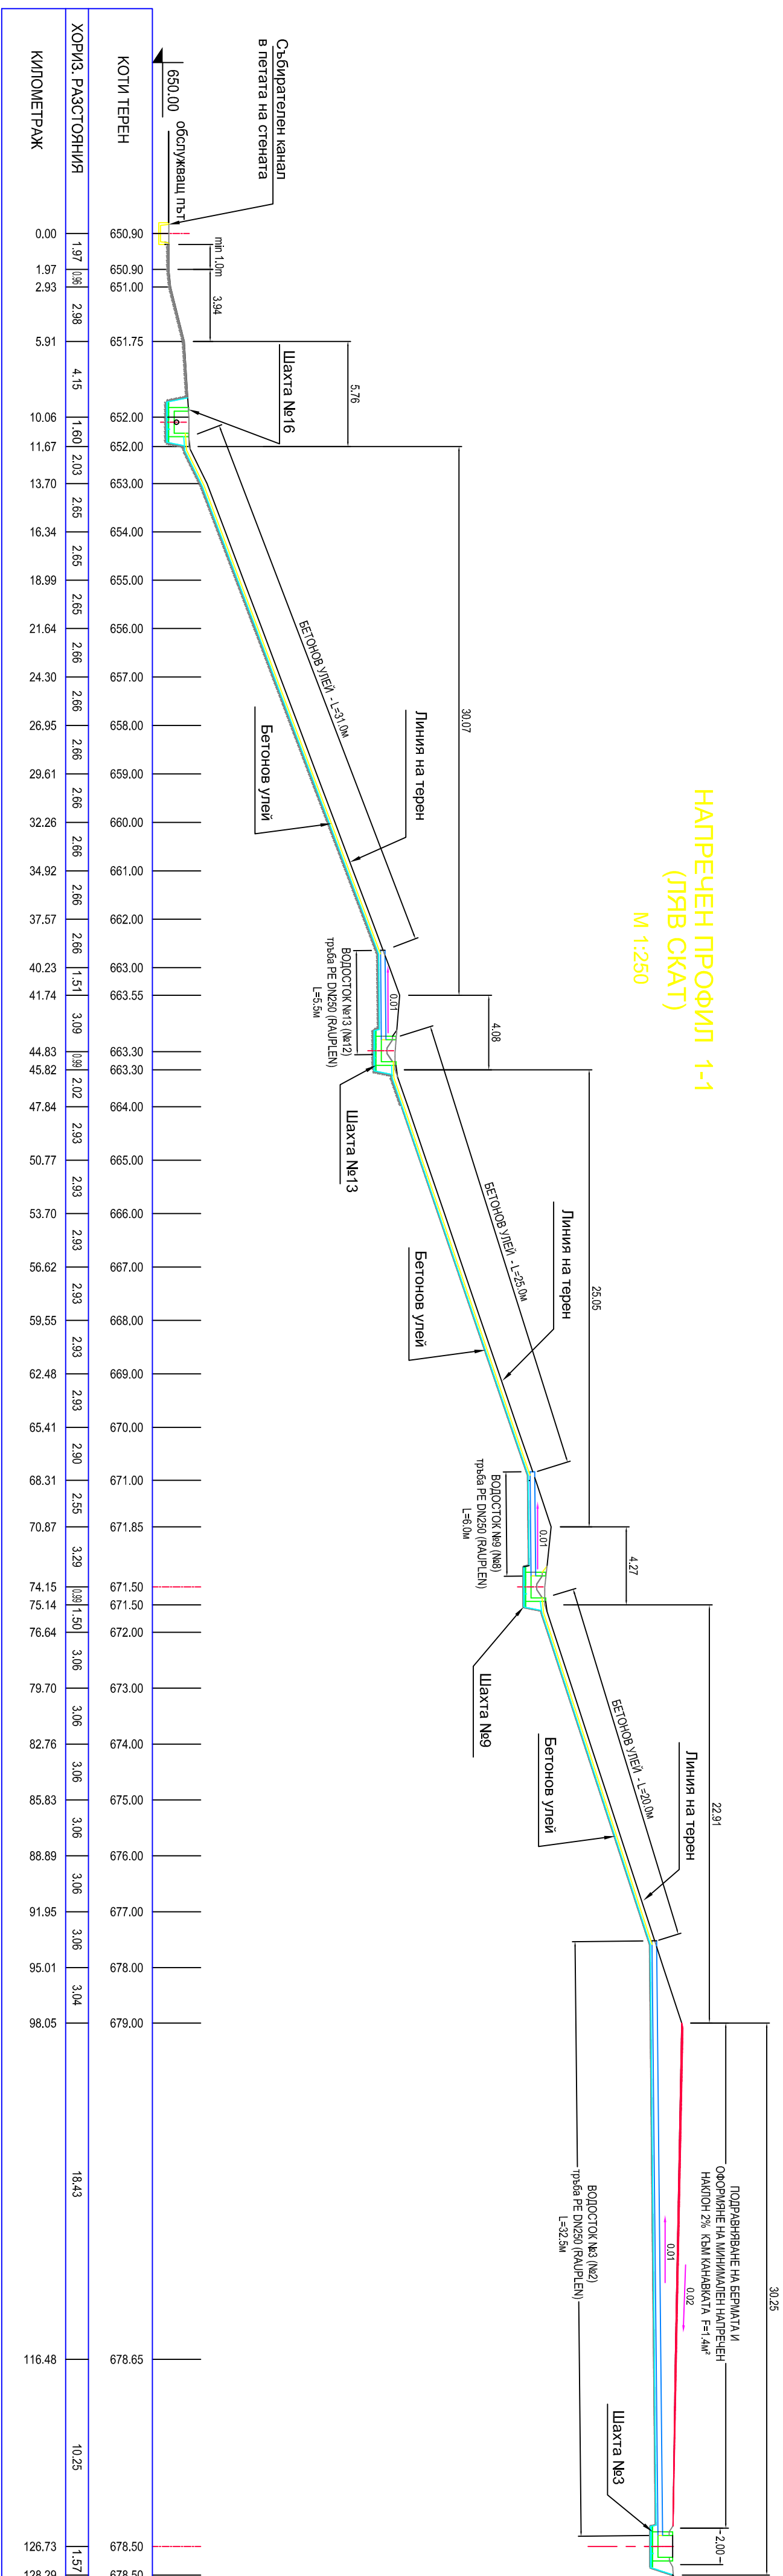 НАПРЕЧЕН ПРОФИЛ 1-1
(ЛЯВ СКАТ)
М 1:250
Събирателен канал
в петата на стената
обслужващ път
650.00
min 1.0m
3.94
5.76
Шахта №16
30.07
БЕТОНОВ УЛЕЙ - L=31.0м
Линия на терен
Бетонов улей
0.01
4.08
ВОДОСТОК №13 (№12)
тръба PE DN250 (RAUPLEN)
L=5.5м
Шахта №13
25.05
БЕТОНОВ УЛЕЙ - L=25.0м
Линия на терен
Бетонов улей
0.01
4.27
ВОДОСТОК №9 (№8)
тръба PE DN250 (RAUPLEN)
L=6.0м
Шахта №9
22.91
БЕТОНОВ УЛЕЙ - L=20.0м
Линия на терен
Бетонов улей
30.25
ПОДРАВНЯВАНЕ НА БЕРМАТА И
ОФОРМЯНЕ НА МИНИМАЛЕН НАПРЕЧЕН
НАКЛОН 2% КЪМ КАНАВКАТА F=1.4м²
0.02
0.01
ВОДОСТОК №3 (№2)
тръба PE DN250 (RAUPLEN)
L=32.5м
Шахта №3
2.00
КОТИ ТЕРЕН
650.90 650.90 651.00 651.75 652.00 652.00 653.00 654.00 655.00 656.00 657.00 658.00 659.00 660.00 661.00 662.00 663.00 663.55 663.30 663.30 664.00 665.00 666.00 667.00 668.00 669.00 670.00 671.00 671.85 671.50 671.50 672.00 673.00 674.00 675.00 676.00 677.00 678.00 679.00 678.65 678.50 678.50
ХОРИЗ. РАЗСТОЯНИЯ
1.97 0.96 2.98 4.15 1.60 2.03 2.65 2.65 2.65 2.66 2.66 2.66 2.66 2.66 2.66 2.66 1.51 3.09 0.99 2.02 2.93 2.93 2.93 2.93 2.93 2.93 2.90 2.55 3.29 0.99 1.50 3.06 3.06 3.06 3.06 3.06 3.06 3.04 18.43 10.25 1.57
КИЛОМЕТРАЖ
0.00 1.97 2.93 5.91 10.06 11.67 13.70 16.34 18.99 21.64 24.30 26.95 29.61 32.26 34.92 37.57 40.23 41.74 44.83 45.82 47.84 50.77 53.70 56.62 59.55 62.48 65.41 68.31 70.87 74.15 75.14 76.64 79.70 82.76 85.83 88.89 91.95 95.01 98.05 116.48 126.73 128.29